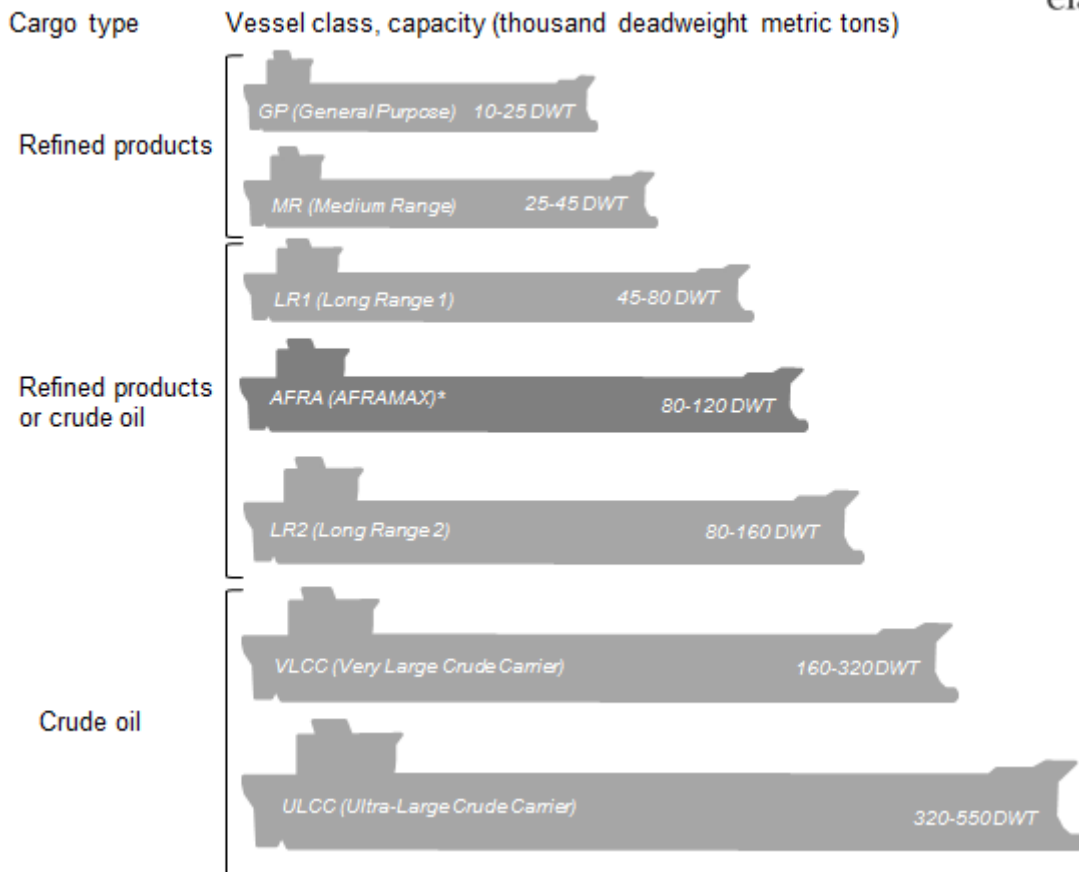 Cargo type
Vessel class, capacity (thousand deadweight metric tons)
Refined products
GP (General Purpose) 10-25 DWT
MR (Medium Range) 25-45 DWT
Refined products
or crude oil
LR1 (Long Range 1) 45-80 DWT
AFRA (AFRAMAX)* 80-120 DWT
LR2 (Long Range 2) 80-160 DWT
Crude oil
VLCC (Very Large Crude Carrier) 160-320 DWT
ULCC (Ultra-Large Crude Carrier) 320-550 DWT